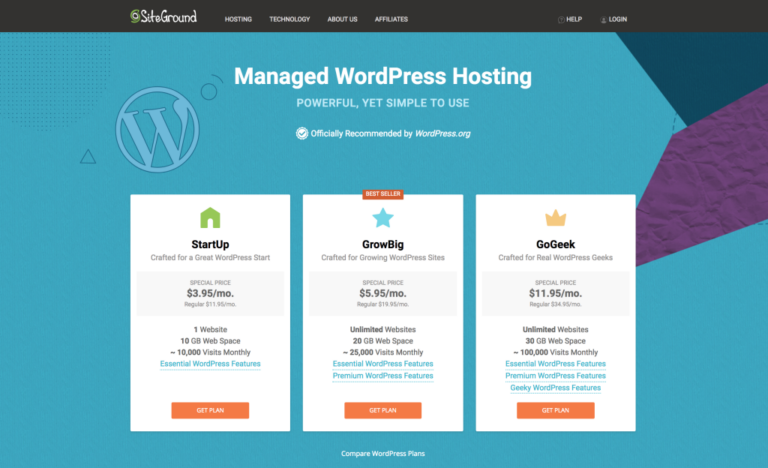 SiteGround
HOSTING TECHNOLOGY ABOUT US AFFILIATES HELP LOGIN
Managed WordPress Hosting
POWERFUL, YET SIMPLE TO USE
Officially Recommended by WordPress.org
StartUp
Crafted for a Great WordPress Start
SPECIAL PRICE
$3.95/mo.
Regular $11.95/mo.
1 Website
10 GB Web Space
~ 10,000 Visits Monthly
Essential WordPress Features
GET PLAN
BEST SELLER
GrowBig
Crafted for Growing WordPress Sites
SPECIAL PRICE
$5.95/mo.
Regular $19.95/mo.
Unlimited Websites
20 GB Web Space
~ 25,000 Visits Monthly
Essential WordPress Features
Premium WordPress Features
GET PLAN
GoGeek
Crafted for Real WordPress Geeks
SPECIAL PRICE
$11.95/mo.
Regular $34.95/mo.
Unlimited Websites
30 GB Web Space
~ 100,000 Visits Monthly
Essential WordPress Features
Premium WordPress Features
Geeky WordPress Features
GET PLAN
Compare WordPress Plans